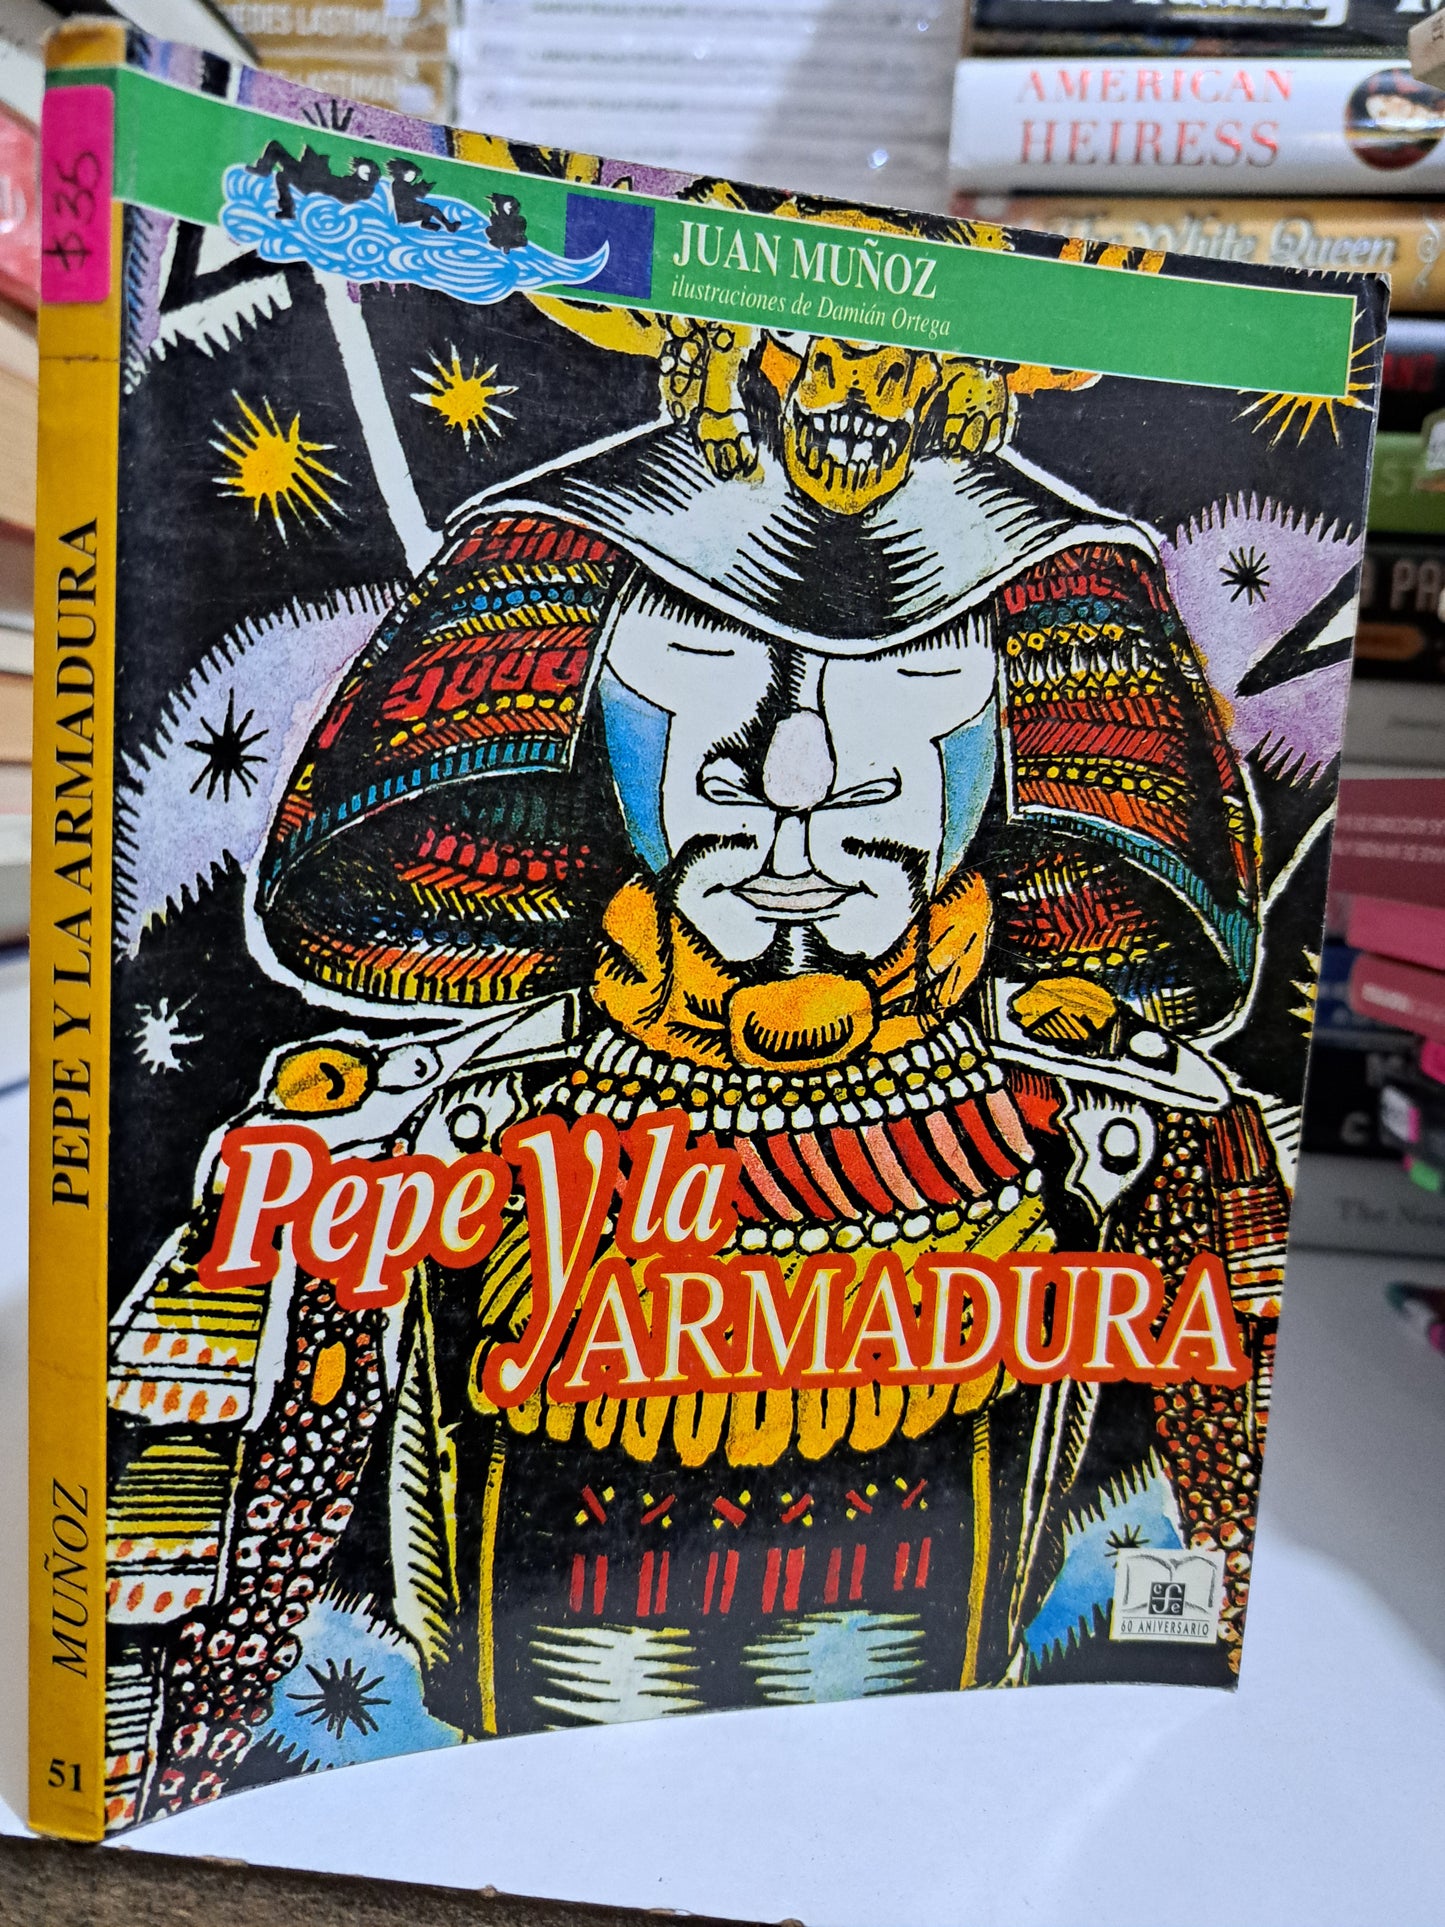 JUAN MUÑOZ
ilustraciones de Damián Ortega
Pepe y la
ARMADURA
cfe
60 ANIVERSARIO
$35
PEPE Y LA ARMADURA
MUÑOZ
51
AMERICAN
HEIRESS
The White Queen